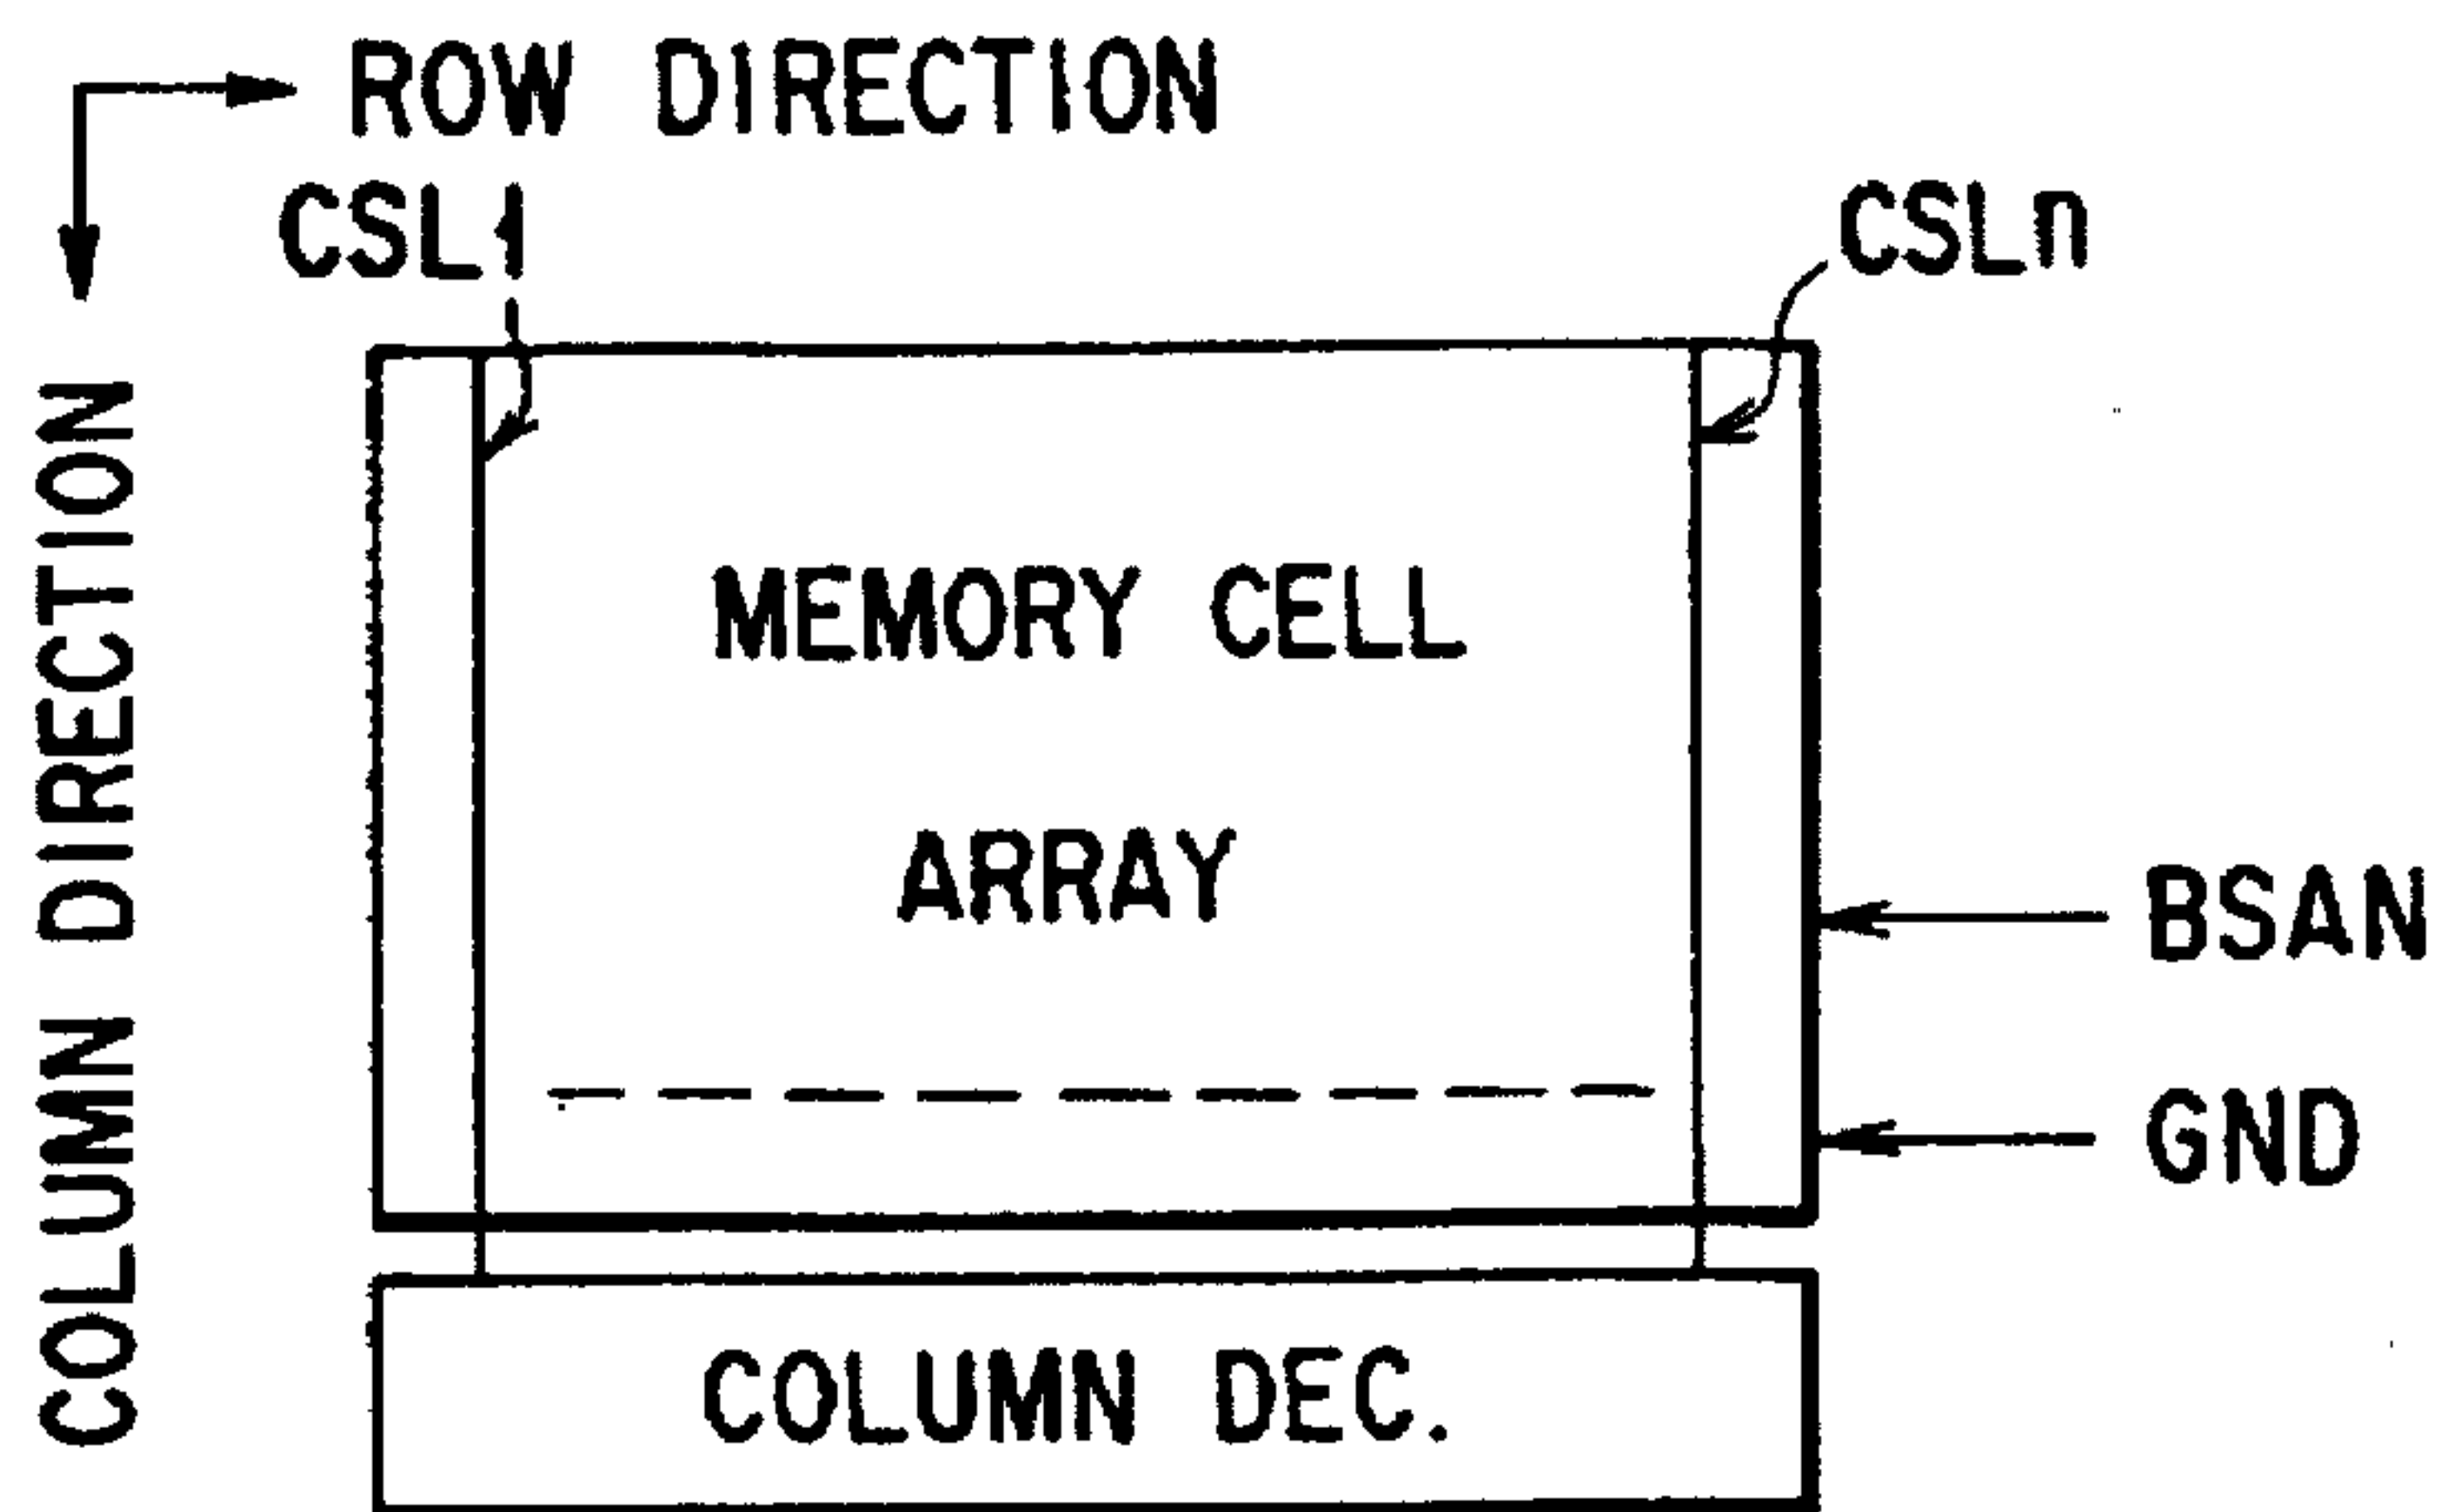 ROW DIRECTION
CSL1
CSLn
COLUMN DIRECTION
MEMORY CELL
ARRAY
BSAN
GND
COLUMN DEC.